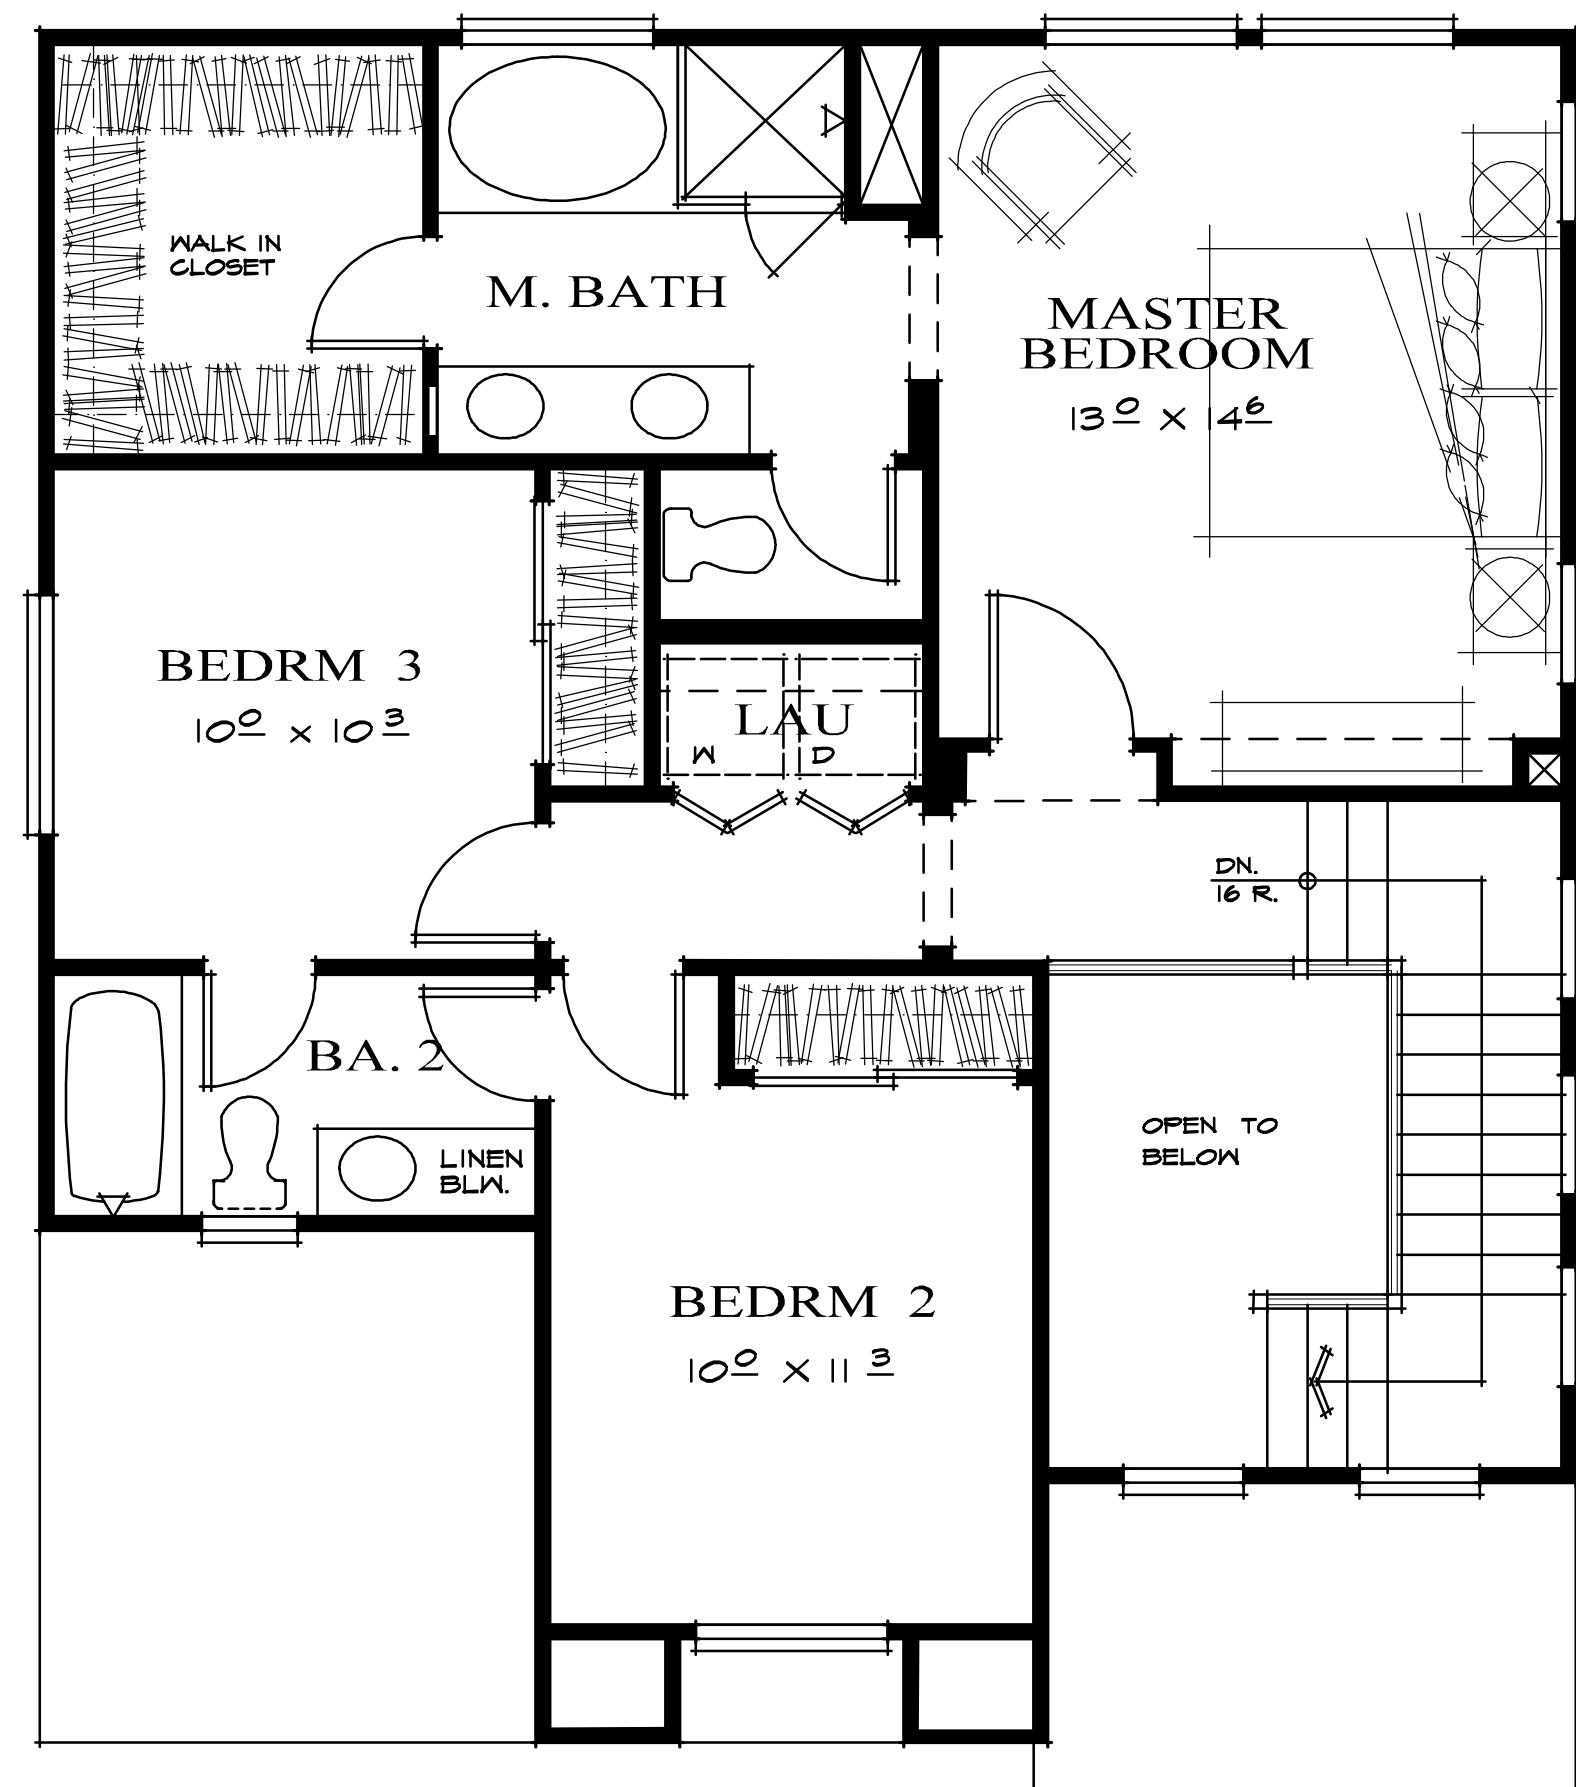 WALK IN
CLOSET
M. BATH
MASTER
BEDROOM
13⁰ X 14⁶
BEDRM 3
10⁰ X 10³
LAU
W D
DN.
16 R.
BA. 2
LINEN
BLW.
OPEN TO
BELOW
BEDRM 2
10⁰ X 11³